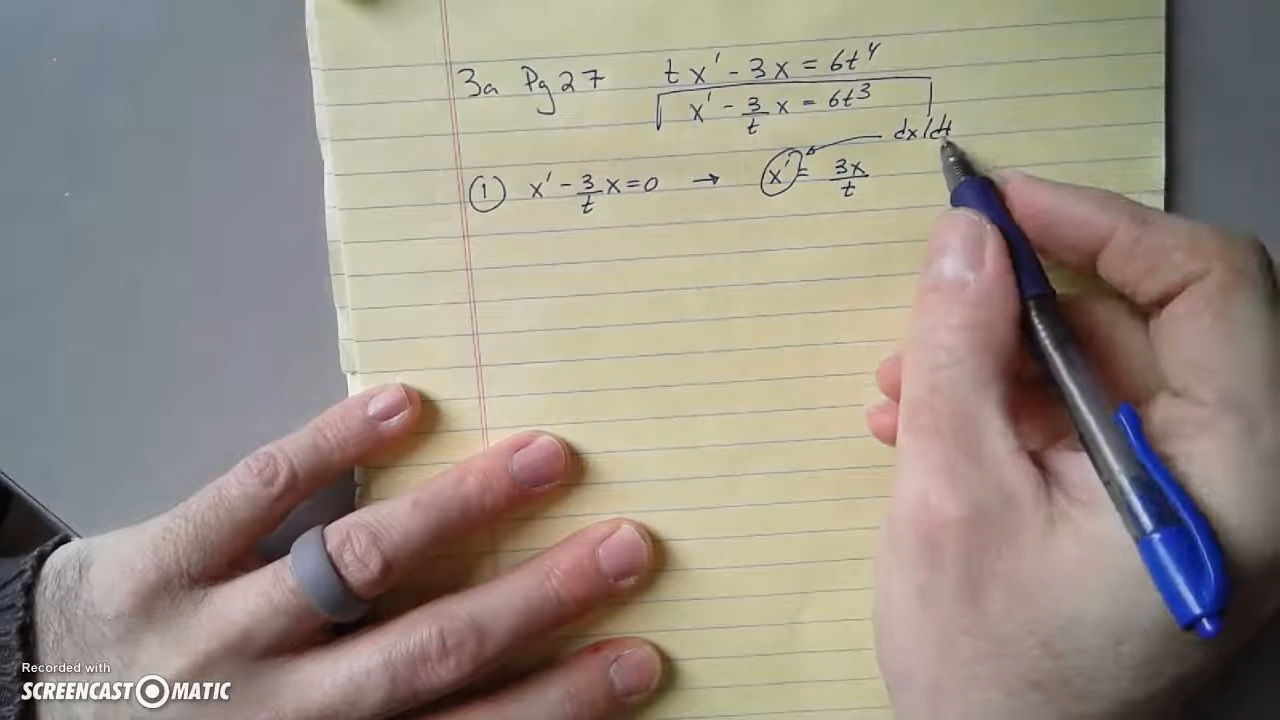 3a Pg 27 tx' - 3x = 6t⁴
x' - 3/t x = 6t³
dx/dt
① x' - 3/t x = 0 → x' = 3x/t
Recorded with
SCREENCAST O MATIC